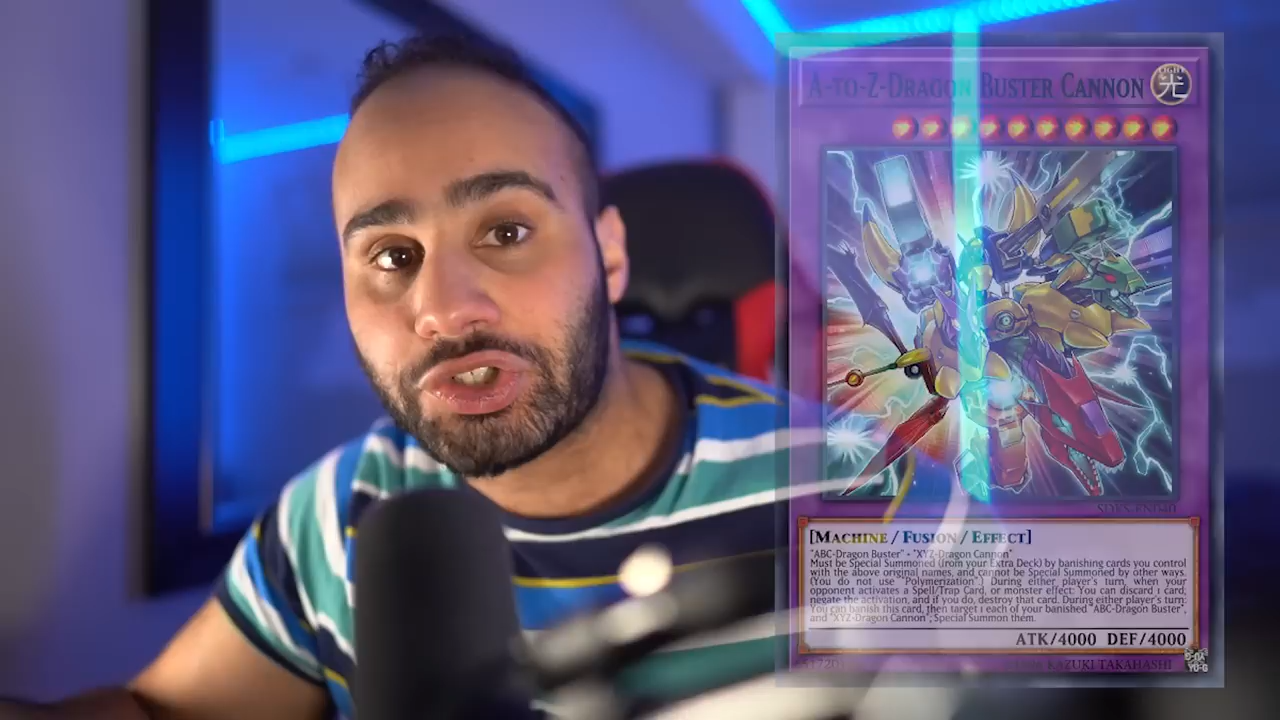 A-to-Z-Dragon Buster Cannon
LIGHT
光
SDKS-EN040
[Machine / Fusion / Effect]
"ABC-Dragon Buster" + "XYZ-Dragon Cannon"
Must be Special Summoned (from your Extra Deck) by banishing cards you control
with the above original names, and cannot be Special Summoned by other ways.
(You do not use "Polymerization".) During either player's turn, when your
opponent activates a Spell/Trap Card, or monster effect: You can discard 1 card;
negate the activation, and if you do, destroy that card. During either player's turn:
You can banish this card, then target 1 each of your banished "ABC-Dragon Buster",
and "XYZ-Dragon Cannon"; Special Summon them.
ATK/4000 DEF/4000
KAZUKI TAKAHASHI